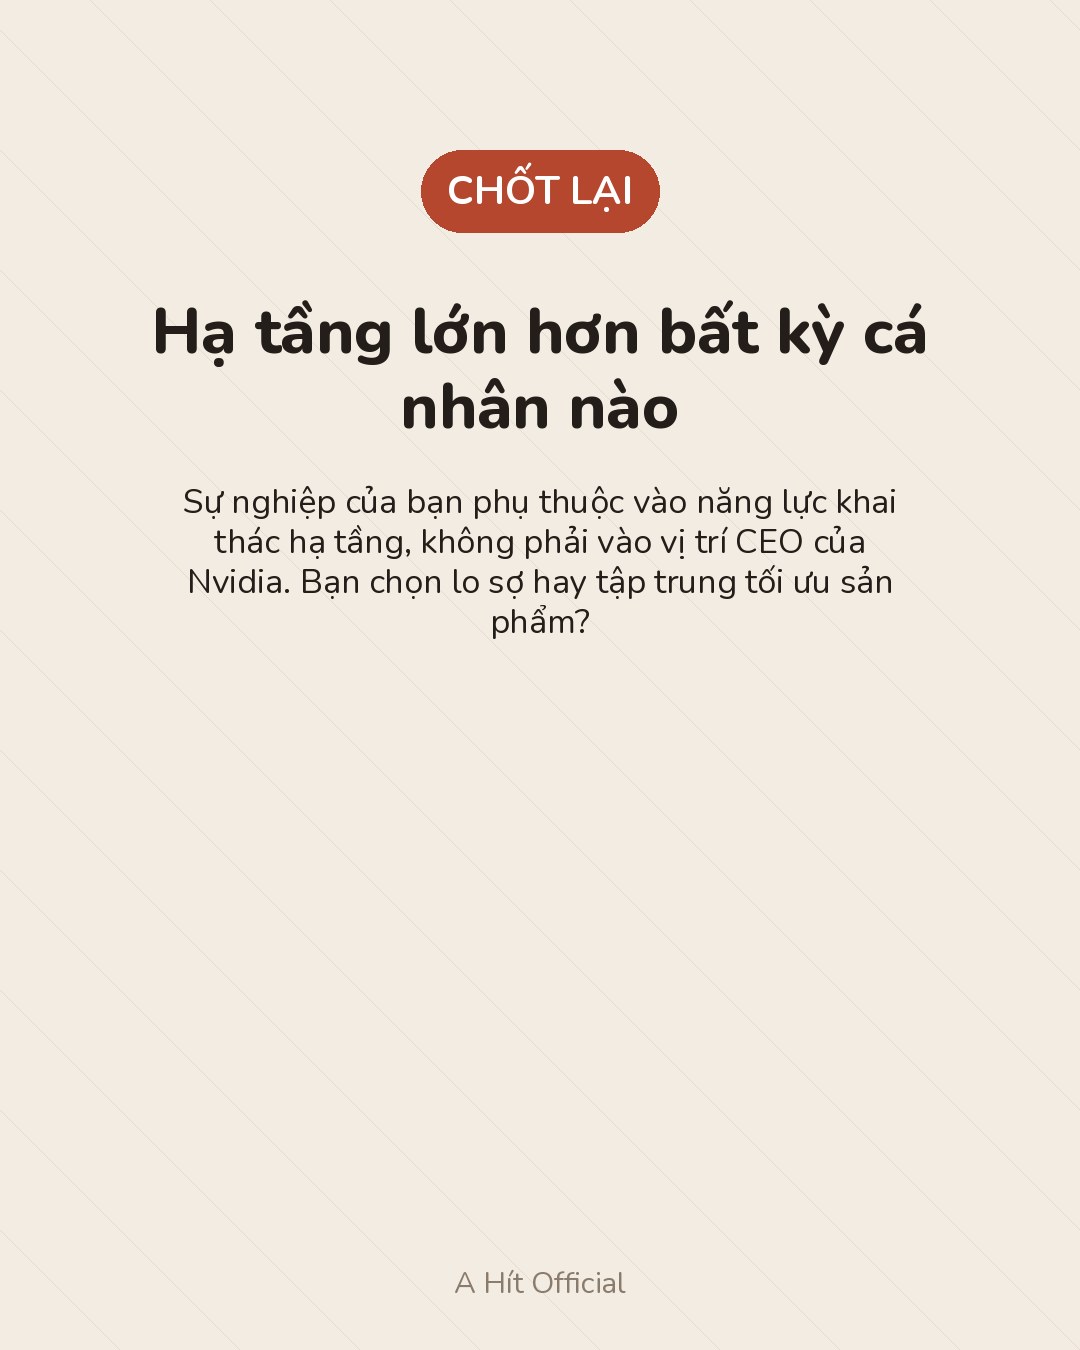 CHỐT LẠI
Hạ tầng lớn hơn bất kỳ cá
nhân nào
Sự nghiệp của bạn phụ thuộc vào năng lực khai
thác hạ tầng, không phải vào vị trí CEO của
Nvidia. Bạn chọn lo sợ hay tập trung tối ưu sản
phẩm?
A Hít Official